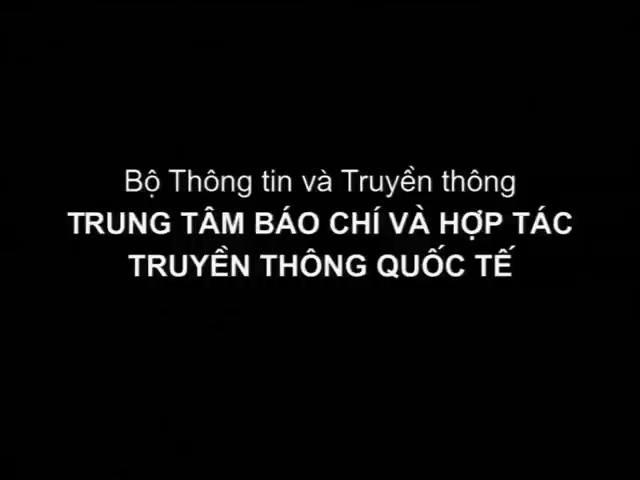 Bộ Thông tin và Truyền thông
TRUNG TÂM BÁO CHÍ VÀ HỢP TÁC
TRUYỀN THÔNG QUỐC TẾ